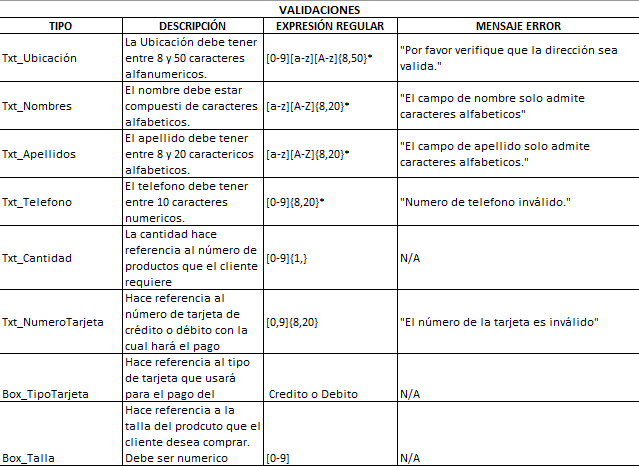 VALIDACIONES
TIPO DESCRIPCIÓN EXPRESIÓN REGULAR MENSAJE ERROR
Txt_Ubicación
La Ubicación debe tener
entre 8 y 50 caracteres
alfanumericos.
[0-9][a-z][A-z]{8,50}*
"Por favor verifique que la dirección sea
valida."
Txt_Nombres
El nombre debe estar
compuesti de caracteres
alfabeticos.
[a-z][A-Z]{8,20}*
"El campo de nombre solo admite
caracteres alfabeticos"
Txt_Apellidos
El apellido debe tener
entre 8 y 20 caractericos
alfabeticos.
[a-z][A-Z]{8,20}*
"El campo de apellido solo admite
caracteres alfabeticos."
Txt_Telefono
El telefono debe tener
entre 10 caracteres
numericos.
[0-9]{8,20}*
"Numero de telefono inválido."
Txt_Cantidad
La cantidad hace
referencia al número de
productos que el cliente
requiere
[0-9]{1,}
N/A
Txt_NumeroTarjeta
Hace referencia al
número de tarjeta de
crédito o débito con la
cual hará el pago
[0,9]{8,20}
"El número de la tarjeta es inválido"
Box_TipoTarjeta
Hace referencia al tipo
de tarjeta que usará
para el pago del
Credito o Debito
N/A
Box_Talla
Hace referencia a la
talla del prodcuto que el
cliente desea comprar.
Debe ser numerico
[0-9]
N/A